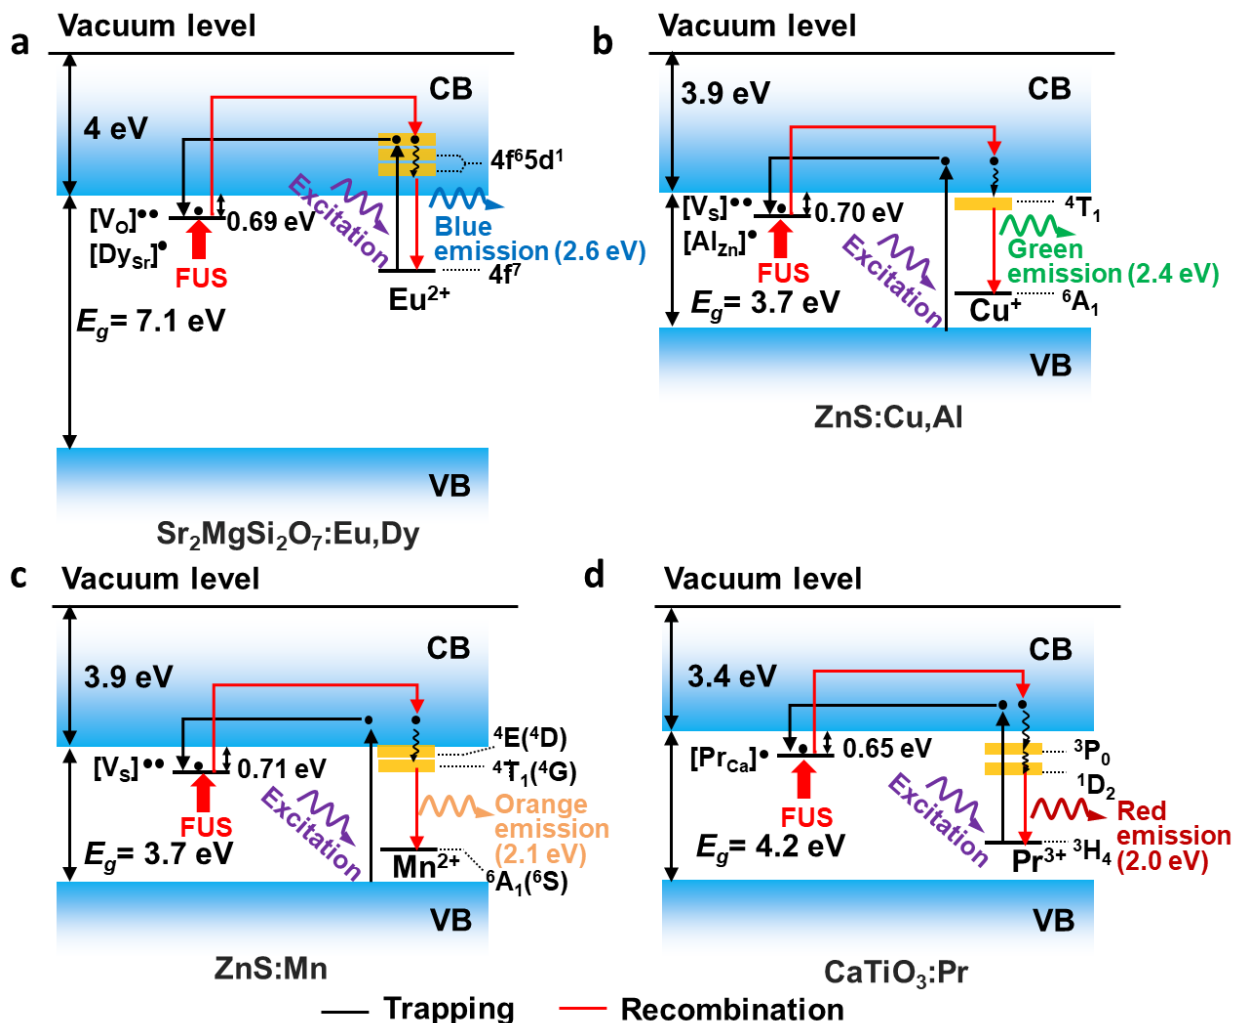 a
Vacuum level
CB
4 eV
4f⁶5d¹
[V_O]••
0.69 eV
[Dy_Sr]•
FUS
Excitation
Blue
emission (2.6 eV)
4f⁷
Eu²⁺
E_g= 7.1 eV
VB
Sr₂MgSi₂O₇:Eu,Dy
b
Vacuum level
CB
3.9 eV
[V_S]••
0.70 eV
⁴T₁
[Al_Zn]•
FUS
Excitation
Green
emission (2.4 eV)
E_g= 3.7 eV
Cu⁺
⁶A₁
VB
ZnS:Cu,Al
c
Vacuum level
CB
3.9 eV
⁴E(⁴D)
[V_S]••
0.71 eV
⁴T₁(⁴G)
FUS
Excitation
Orange
emission
(2.1 eV)
E_g= 3.7 eV
Mn²⁺
⁶A₁(⁶S)
VB
ZnS:Mn
d
Vacuum level
CB
3.4 eV
[Pr_Ca]•
0.65 eV
³P₀
¹D₂
FUS
Excitation
Red
emission
(2.0 eV)
E_g= 4.2 eV
Pr³⁺
³H₄
VB
CaTiO₃:Pr
Trapping
Recombination